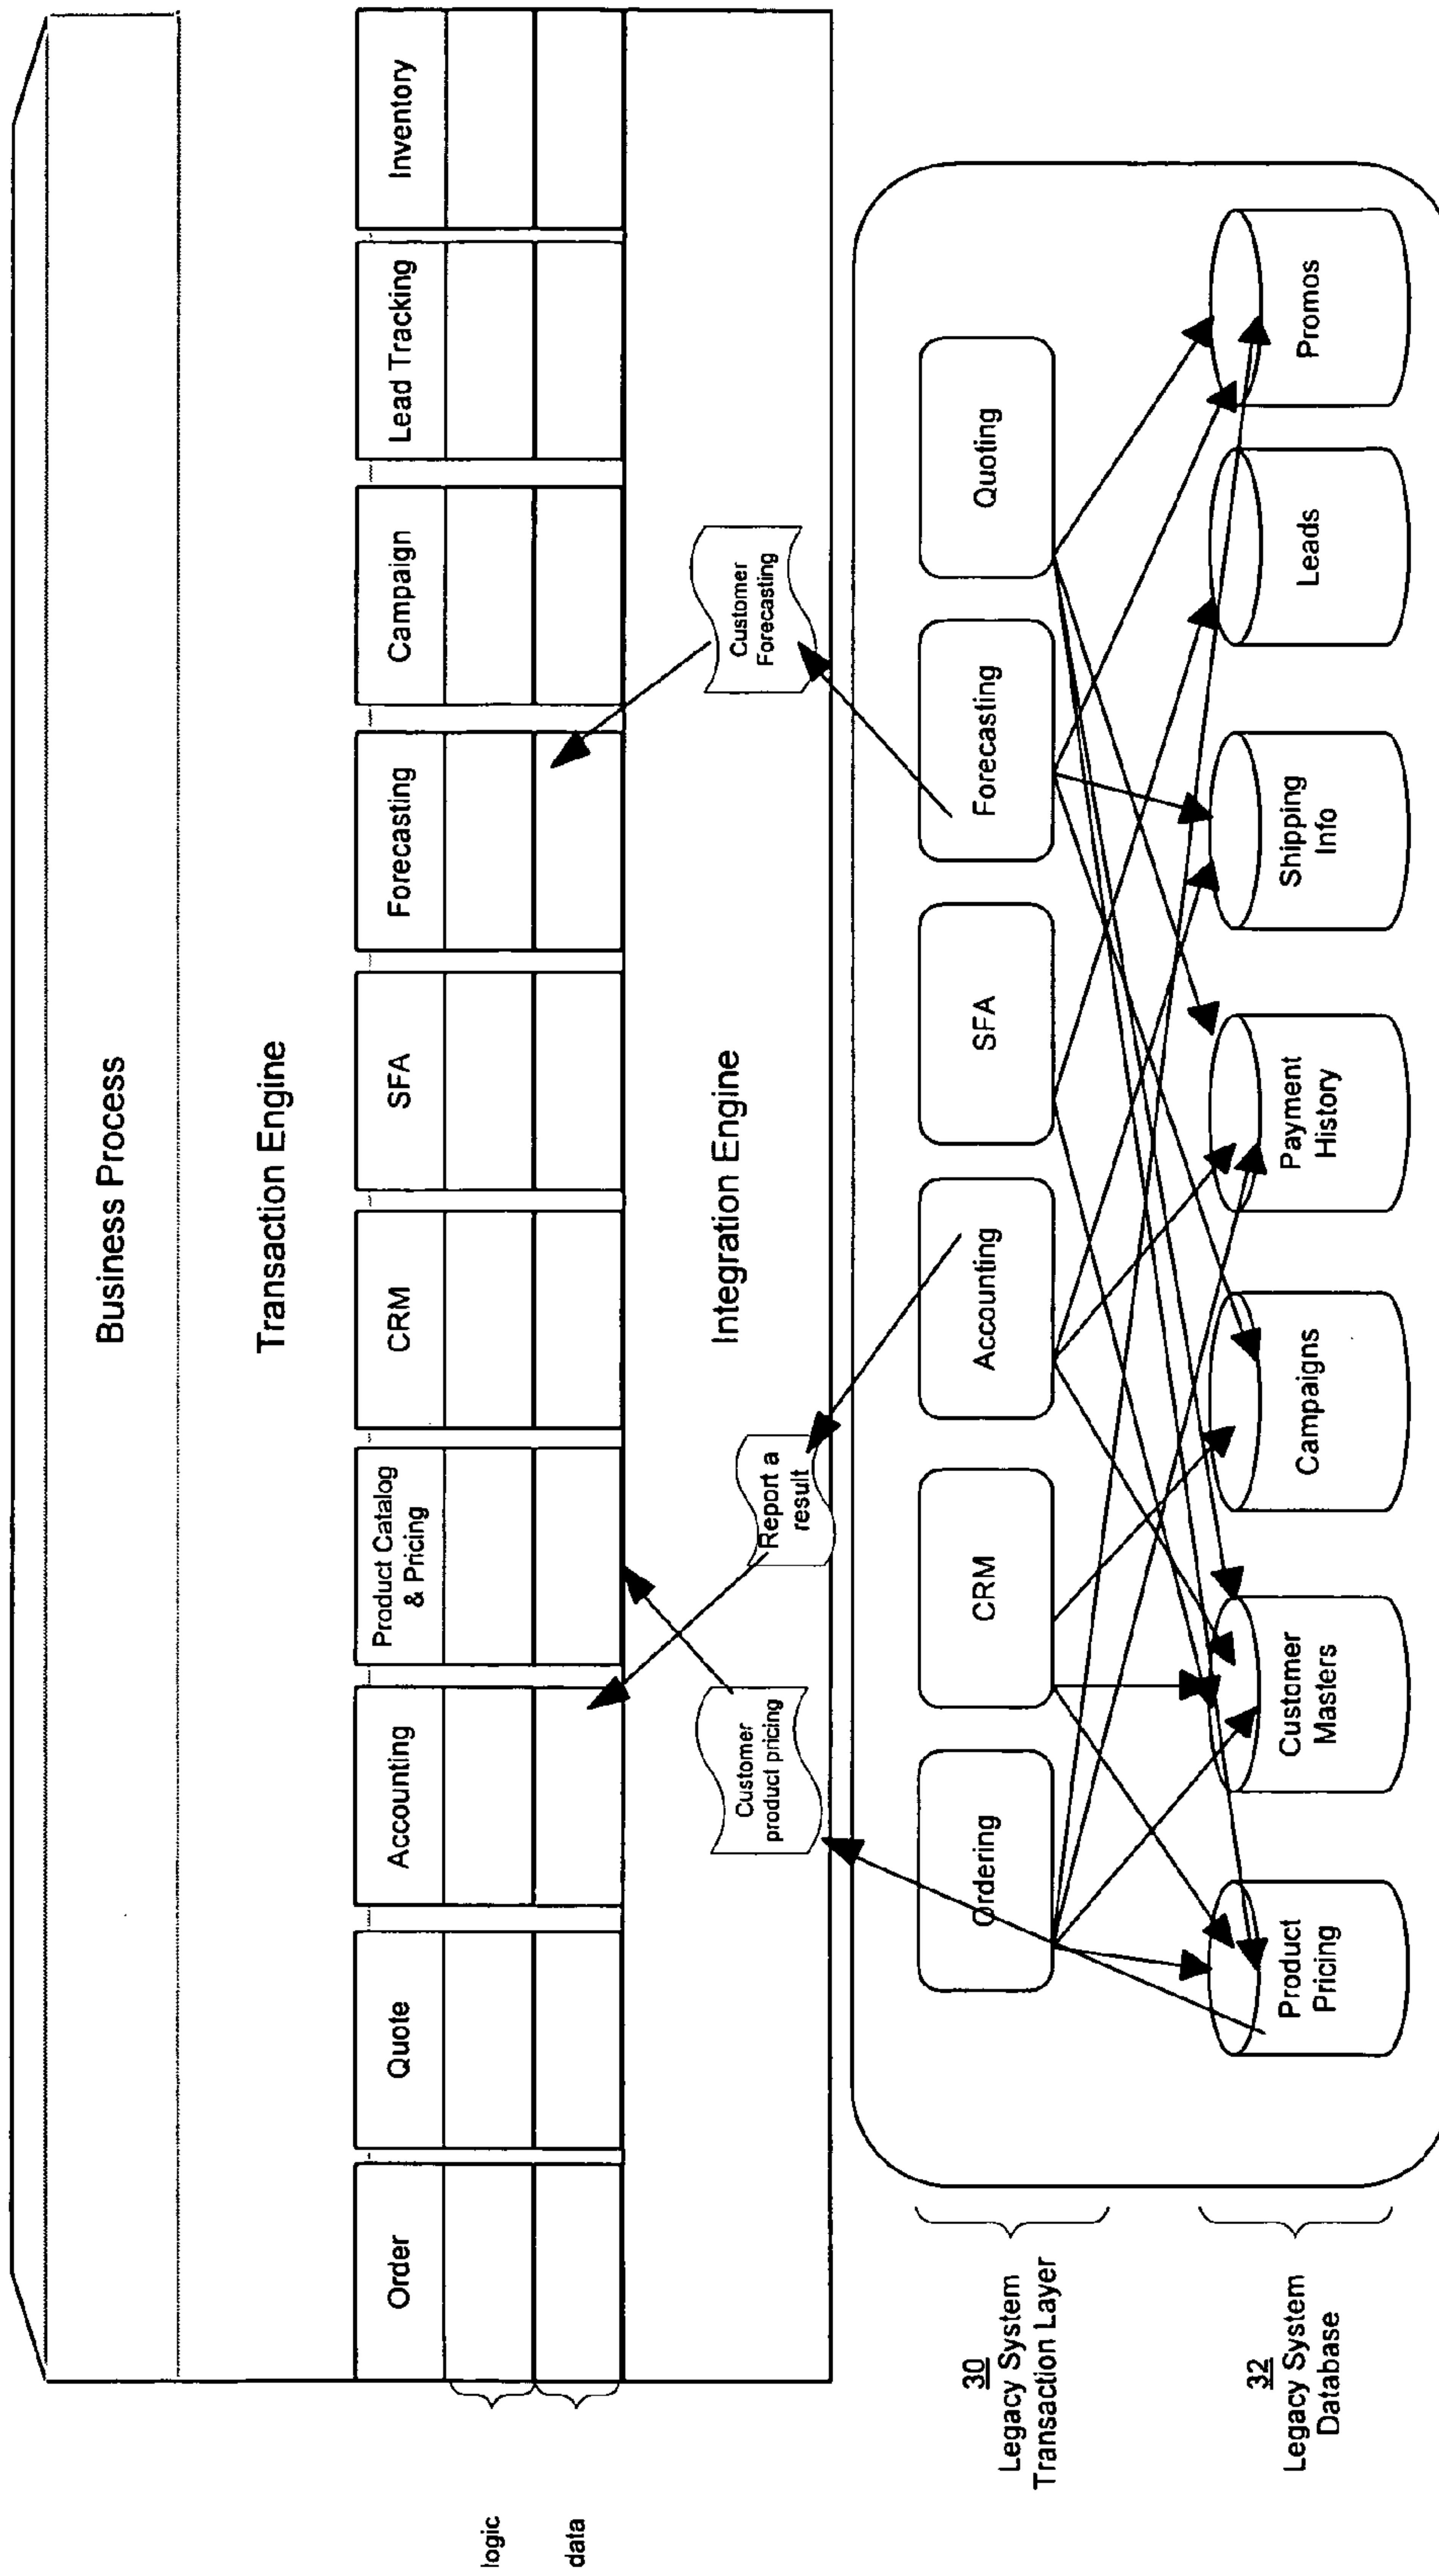 Business Process
Transaction Engine
Order
Quote
Accounting
Product Catalog
& Pricing
CRM
SFA
Forecasting
Campaign
Lead Tracking
Inventory
logic
data
Integration Engine
Customer
product pricing
Report a
result
Customer
Forecasting
30
Legacy System
Transaction Layer
Ordering
CRM
Accounting
SFA
Forecasting
Quoting
32
Legacy System
Database
Product
Pricing
Customer
Masters
Campaigns
Payment
History
Shipping
Info
Leads
Promos